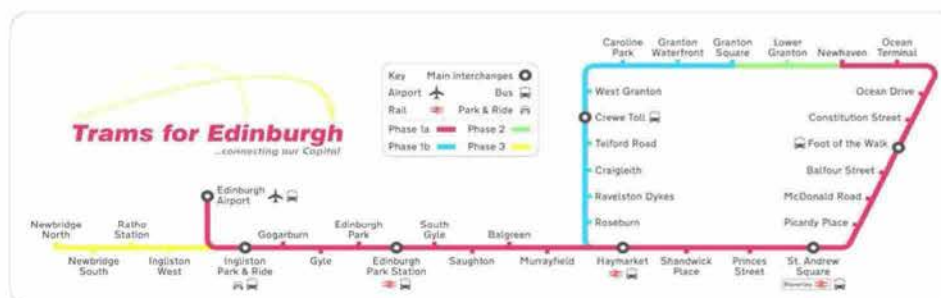 Trams for Edinburgh
...connecting our Capital
Key Main Interchanges
Airport Bus
Rail Park & Ride
Phase 1a Phase 2
Phase 1b Phase 3
Caroline
Park
Granton
Waterfront
Granton
Square
Lower
Granton
Newhaven
Ocean
Terminal
West Granton
Crewe Toll
Telford Road
Craigleith
Ravelston Dykes
Roseburn
Ocean Drive
Constitution Street
Foot of the Walk
Balfour Street
McDonald Road
Picardy Place
Edinburgh
Airport
Newbridge
North
Newbridge
South
Ratho
Station
Ingliston
West
Ingliston
Park & Ride
Gogarburn
Gyle
Edinburgh
Park
Edinburgh
Park Station
South
Gyle
Saughton
Balgreen
Murrayfield
Haymarket
Shandwick
Place
Princes
Street
St. Andrew
Square
Waverley